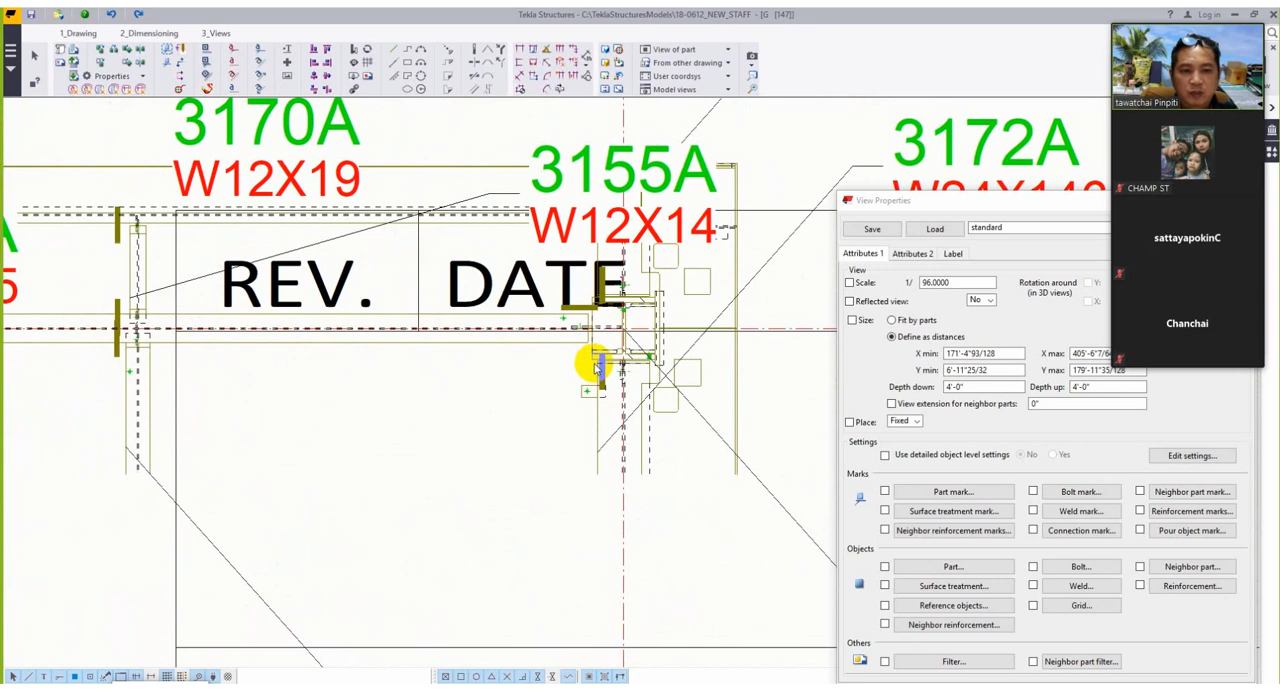 Tekla Structures - [C:\TeklaStructuresModels\18-0612_NEW_STAFF - [G [147]]
Log in
1_Drawing 2_Dimensioning 3_Views
View of part
From other drawing
User coordsys
Model views
Properties
tawatchai Pinpiti
CHAMP ST
sattayapokinC
Chanchai
3170A
W12X19
3155A
W12X14
3172A
REV. DATE
View Properties
Save Load standard
Attributes 1 Attributes 2 Label
View
Scale: 1/ 96.0000 Rotation around Y:
(in 3D views) X:
Reflected view: No
Size: Fit by parts
Define as distances
X min: 171'-4"93/128 X max: 405'-6"7/64
Y min: 6'-11"25/32 Y max: 179'-11"35/128
Depth down: 4'-0" Depth up: 4'-0"
View extension for neighbor parts: 0"
Place: Fixed
Settings
Use detailed object level settings No Yes Edit settings...
Marks
Part mark... Bolt mark... Neighbor part mark...
Surface treatment mark... Weld mark... Reinforcement marks...
Neighbor reinforcement marks... Connection mark... Pour object mark...
Objects
Part... Bolt... Neighbor part...
Surface treatment... Weld... Reinforcement...
Reference objects... Grid...
Neighbor reinforcement...
Others
Filter... Neighbor part filter...